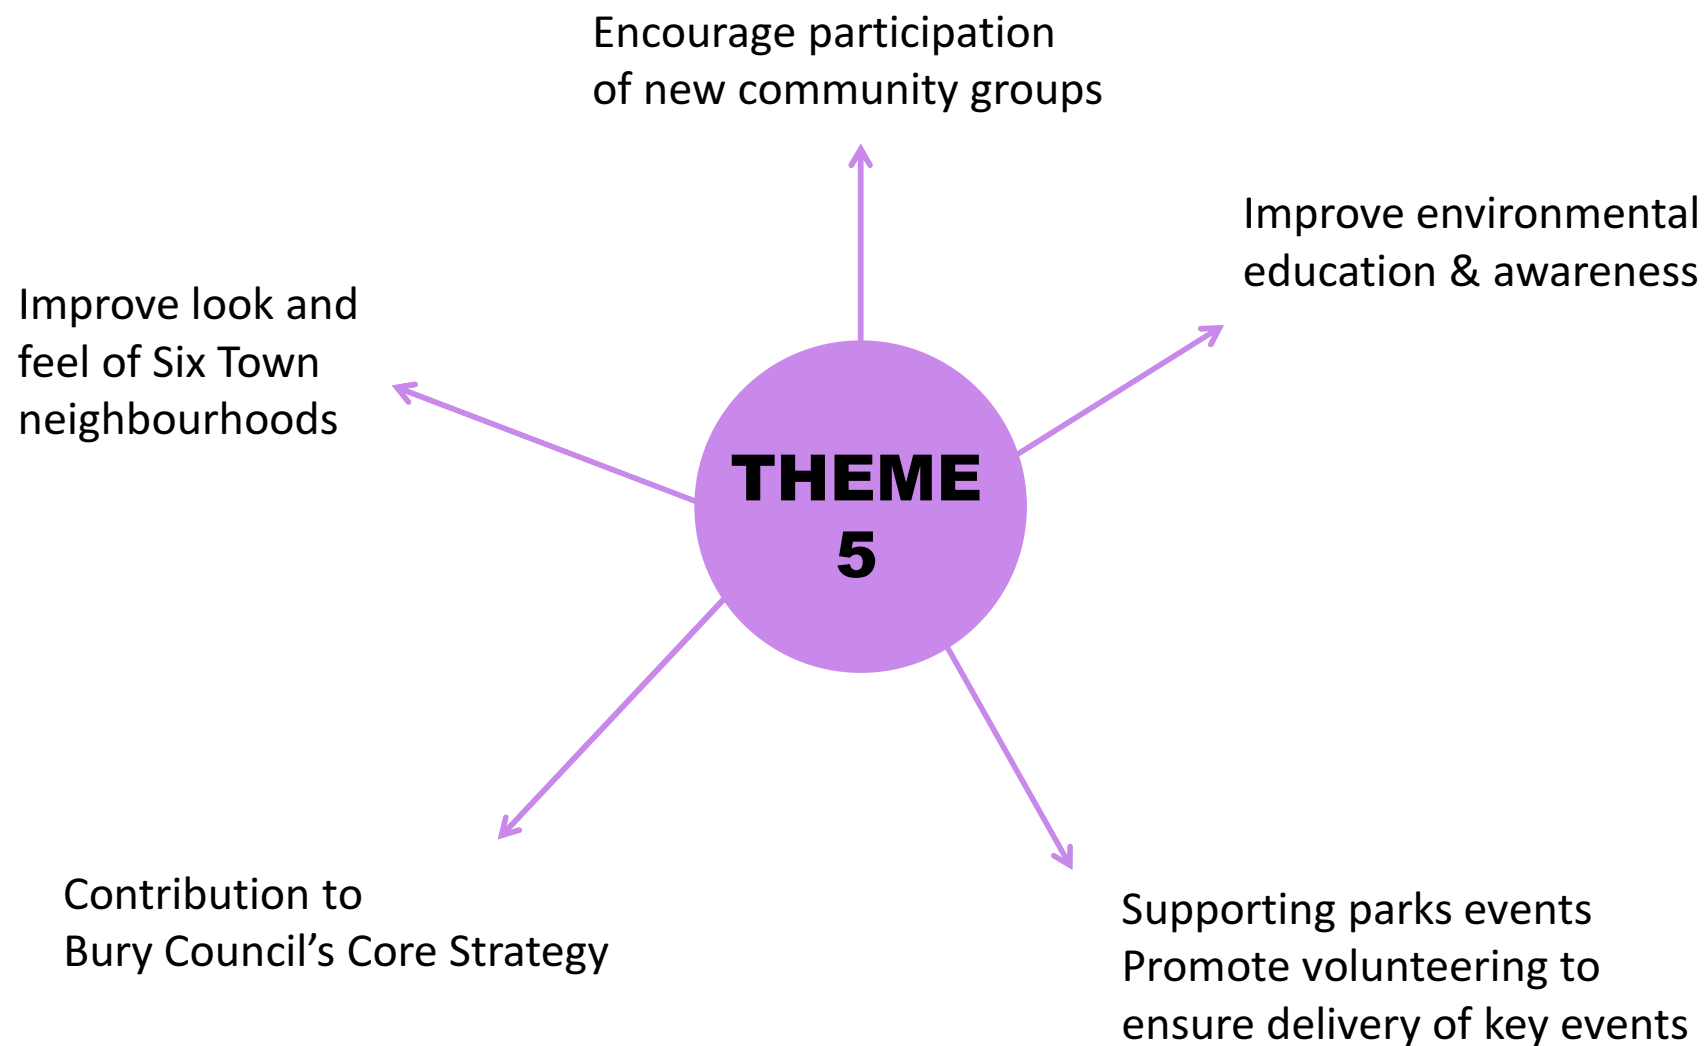 Encourage participation
of new community groups
Improve environmental
education & awareness
Improve look and
feel of Six Town
neighbourhoods
THEME
5
Contribution to
Bury Council's Core Strategy
Supporting parks events
Promote volunteering to
ensure delivery of key events